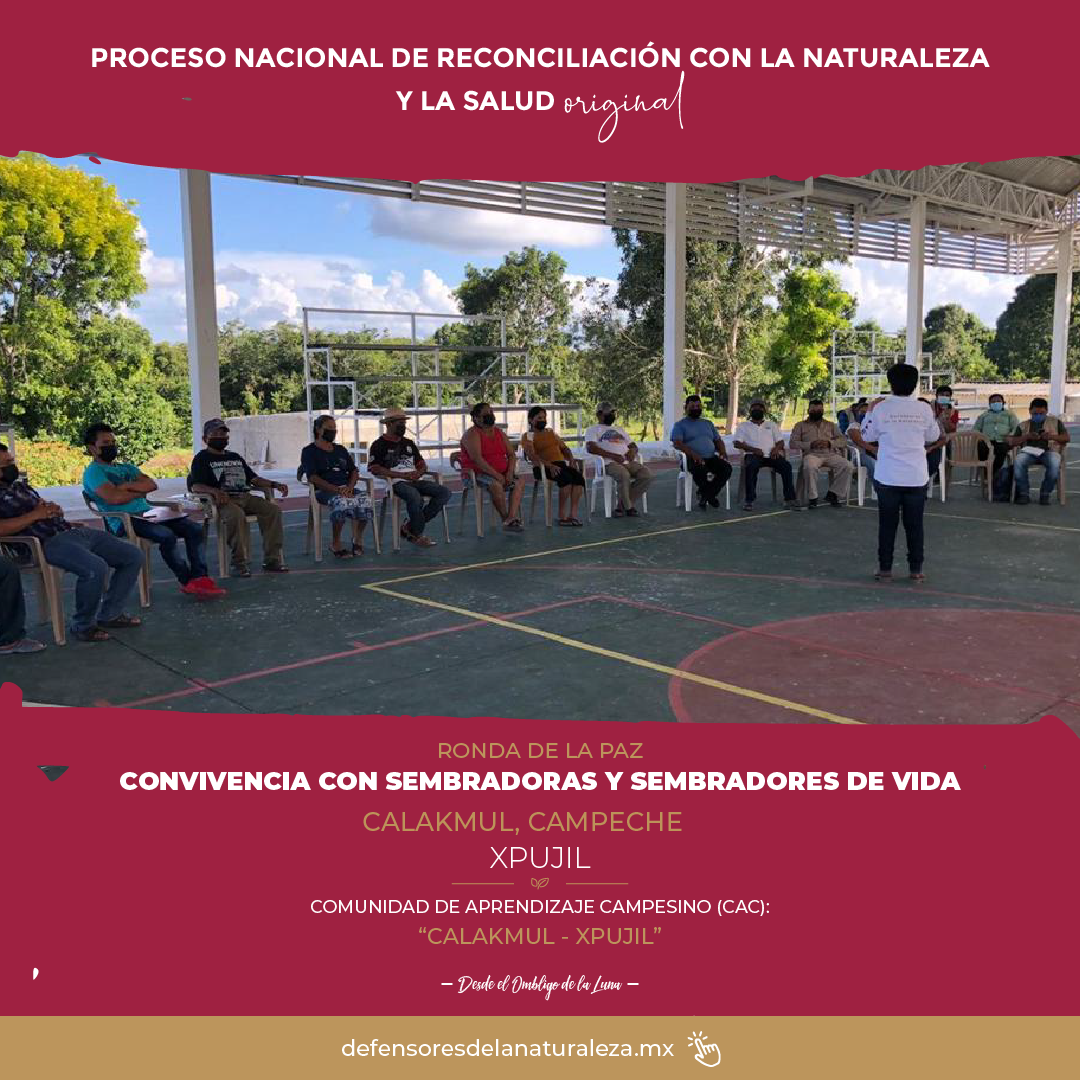 PROCESO NACIONAL DE RECONCILIACIÓN CON LA NATURALEZA
Y LA SALUD original
RONDA DE LA PAZ
CONVIVENCIA CON SEMBRADORAS Y SEMBRADORES DE VIDA
CALAKMUL, CAMPECHE
XPUJIL
COMUNIDAD DE APRENDIZAJE CAMPESINO (CAC):
“CALAKMUL - XPUJIL”
— Desde el Ombligo de la Luna —
defensoresdelanaturaleza.mx